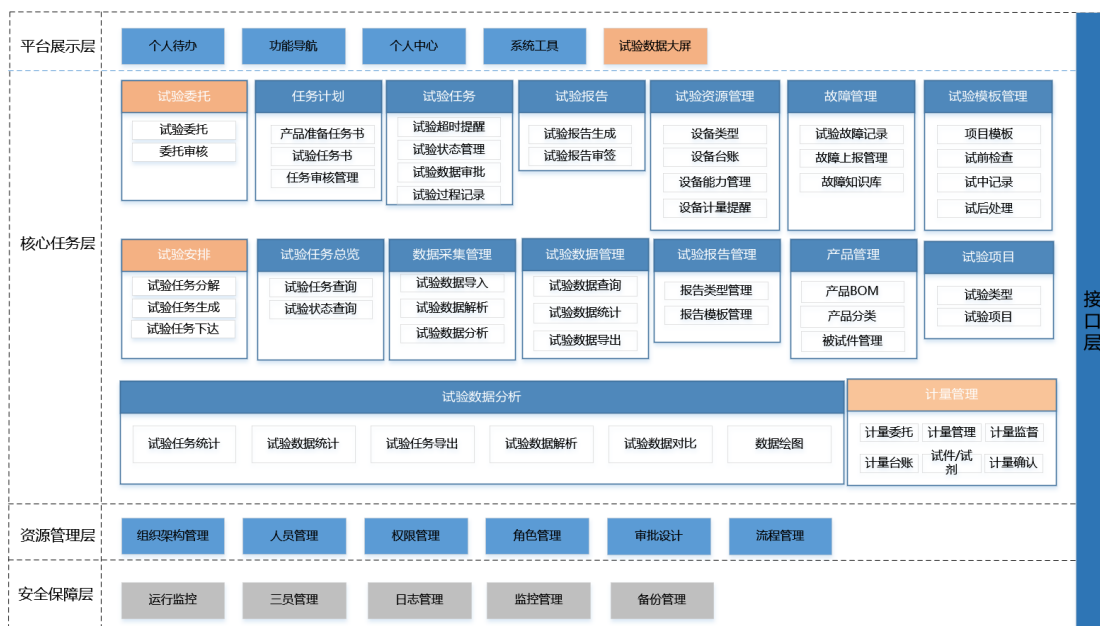 平台展示层
个人待办
功能导航
个人中心
系统工具
试验数据大屏
核心任务层
试验委托
试验委托
委托审核
任务计划
产品准备任务书
试验任务书
任务审核管理
试验任务
试验超时提醒
试验状态管理
试验数据审批
试验过程记录
试验报告
试验报告生成
试验报告审签
试验资源管理
设备类型
设备台账
设备能力管理
设备计量提醒
故障管理
试验故障记录
故障上报管理
故障知识库
试验模板管理
项目模板
试前检查
试中记录
试后处理
试验安排
试验任务分解
试验任务生成
试验任务下达
试验任务总览
试验任务查询
试验状态查询
数据采集管理
试验数据导入
试验数据解析
试验数据分析
试验数据管理
试验数据查询
试验数据统计
试验数据导出
试验报告管理
报告类型管理
报告模板管理
产品管理
产品BOM
产品分类
被试件管理
试验项目
试验类型
试验项目
试验数据分析
试验任务统计
试验数据统计
试验任务导出
试验数据解析
试验数据对比
数据绘图
计量管理
计量委托
计量管理
计量监督
计量台账
试件/试
剂
计量确认
资源管理层
组织架构管理
人员管理
权限管理
角色管理
审批设计
流程管理
安全保障层
运行监控
三员管理
日志管理
监控管理
备份管理
接
口
层